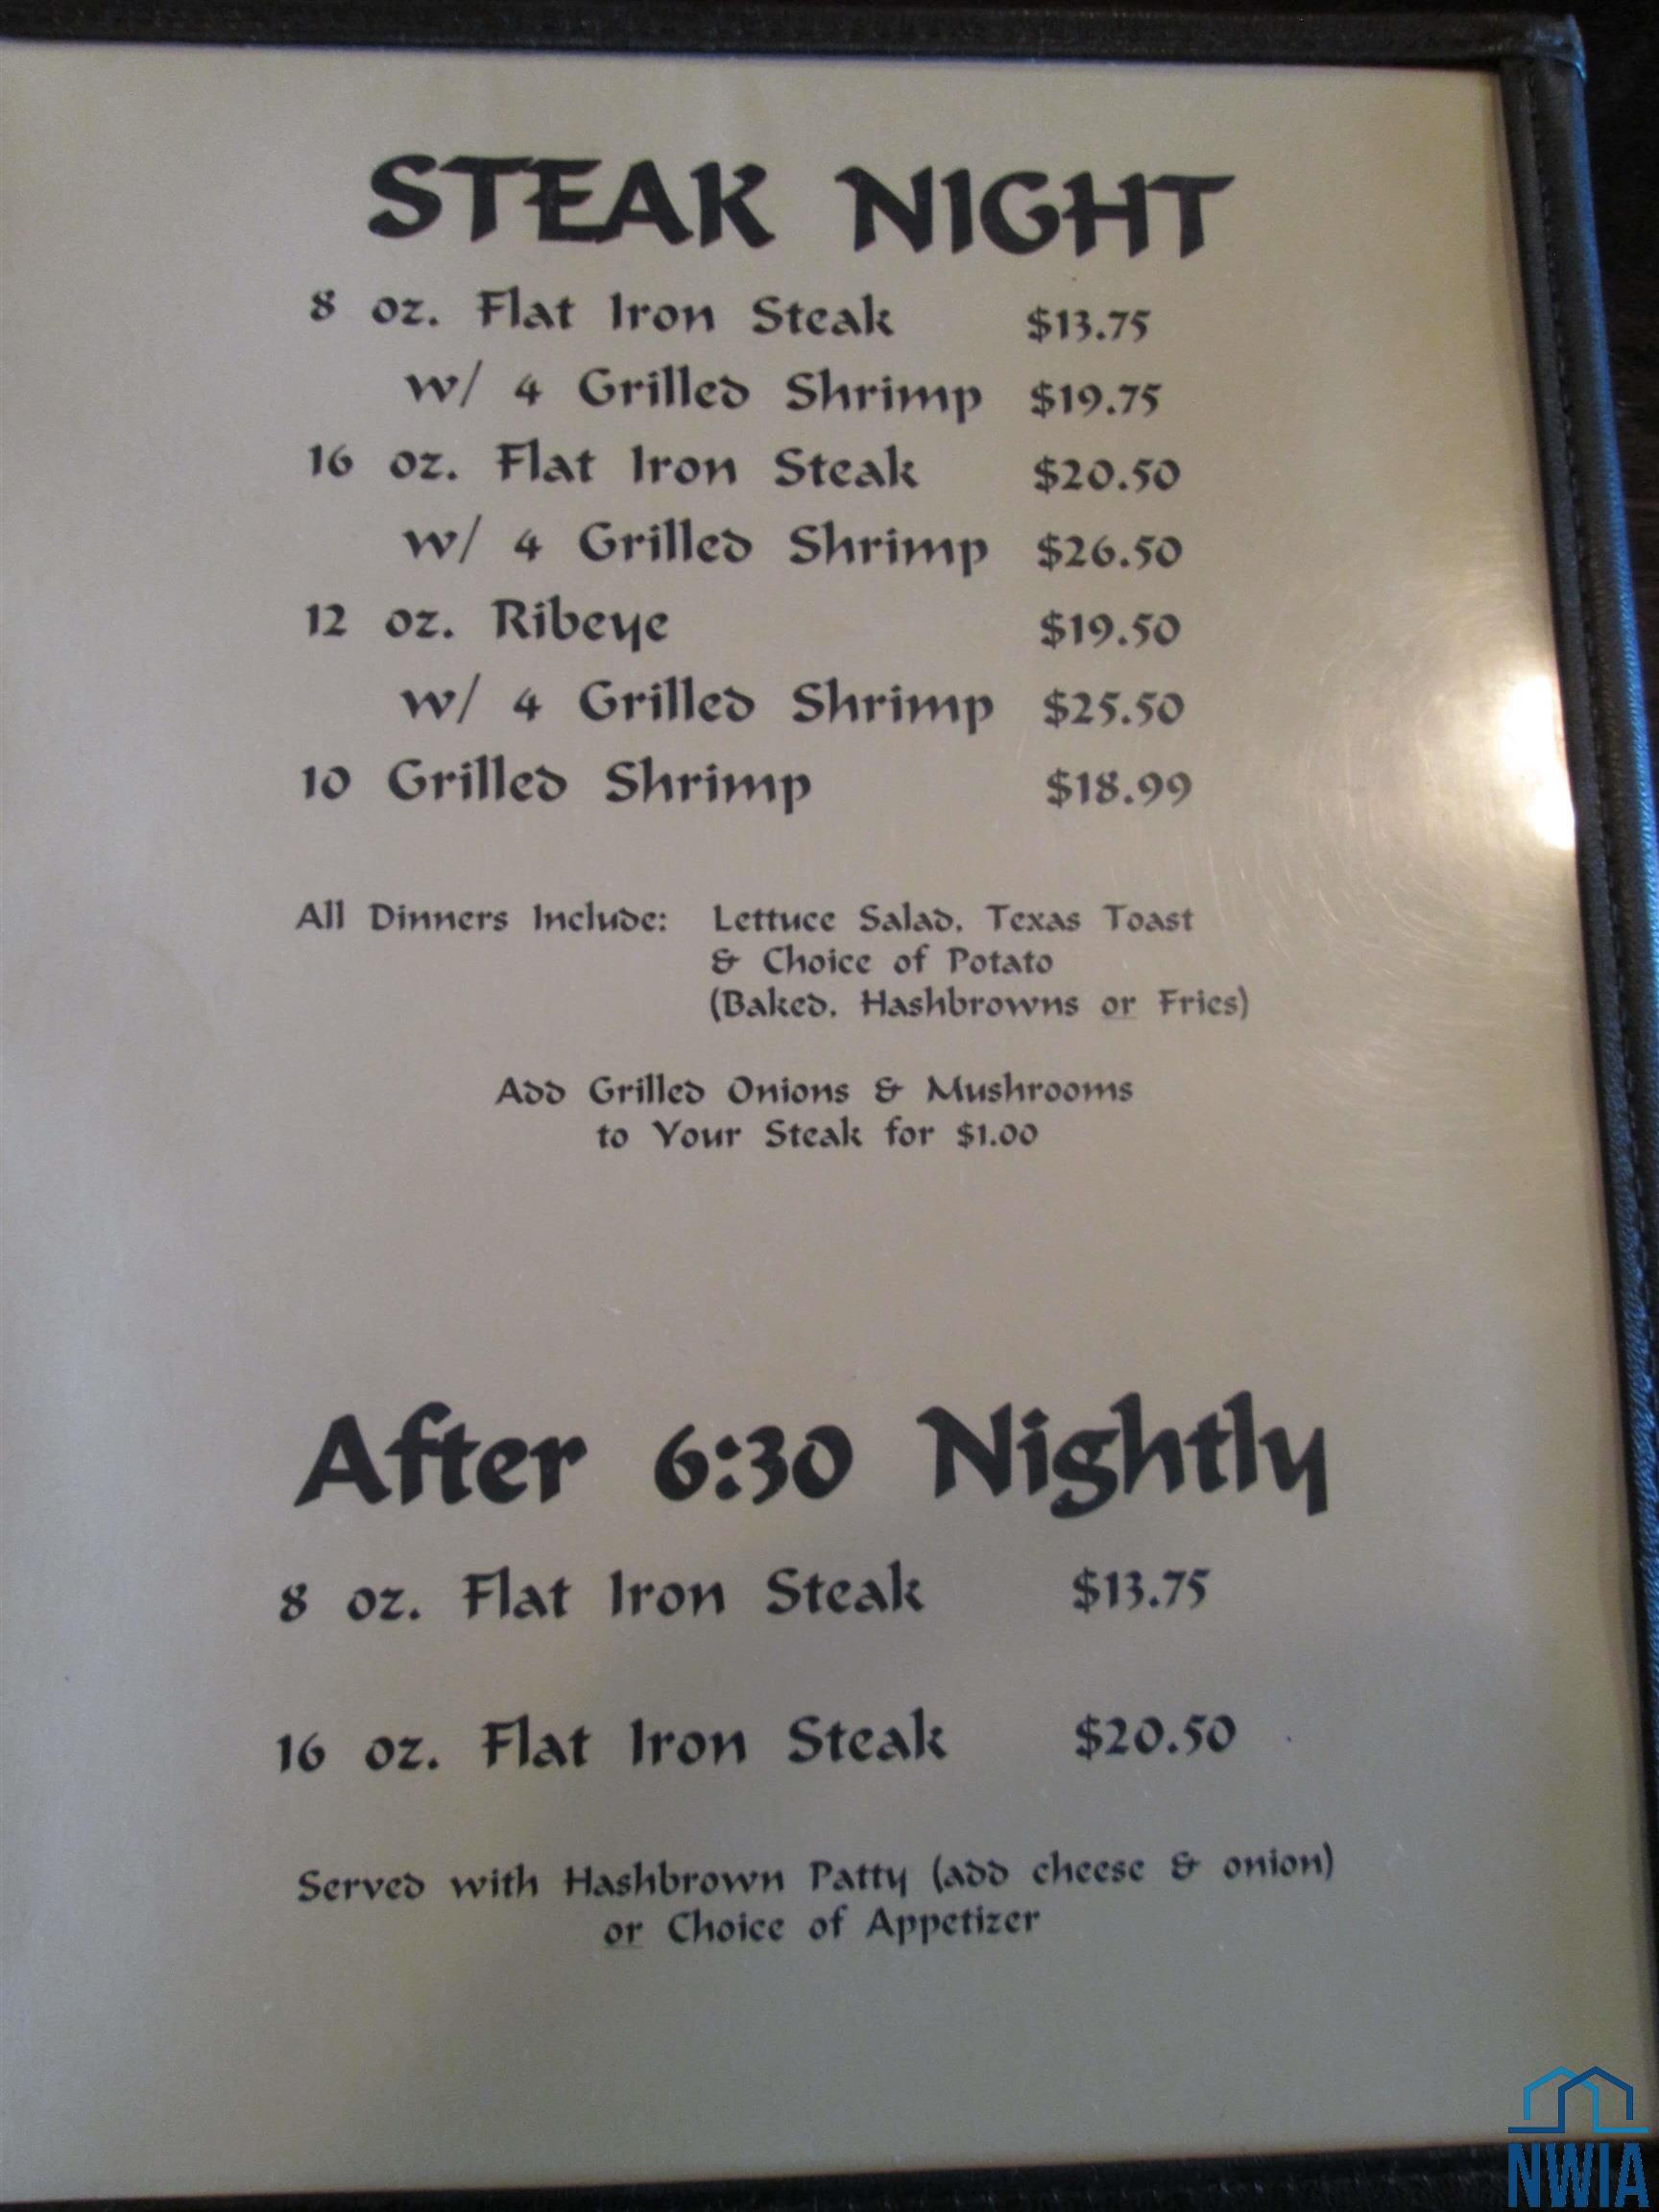 STEAK NIGHT
8 oz. Flat Iron Steak $13.75
w/ 4 Grilled Shrimp $19.75
16 oz. Flat Iron Steak $20.50
w/ 4 Grilled Shrimp $26.50
12 oz. Ribeye $19.50
w/ 4 Grilled Shrimp $25.50
10 Grilled Shrimp $18.99
All Dinners Include: Lettuce Salad, Texas Toast
& Choice of Potato
(Baked, Hashbrowns or Fries)
Add Grilled Onions & Mushrooms
to Your Steak for $1.00
After 6:30 Nightly
8 oz. Flat Iron Steak $13.75
16 oz. Flat Iron Steak $20.50
Served with Hashbrown Patty (add cheese & onion)
or Choice of Appetizer
NWIA